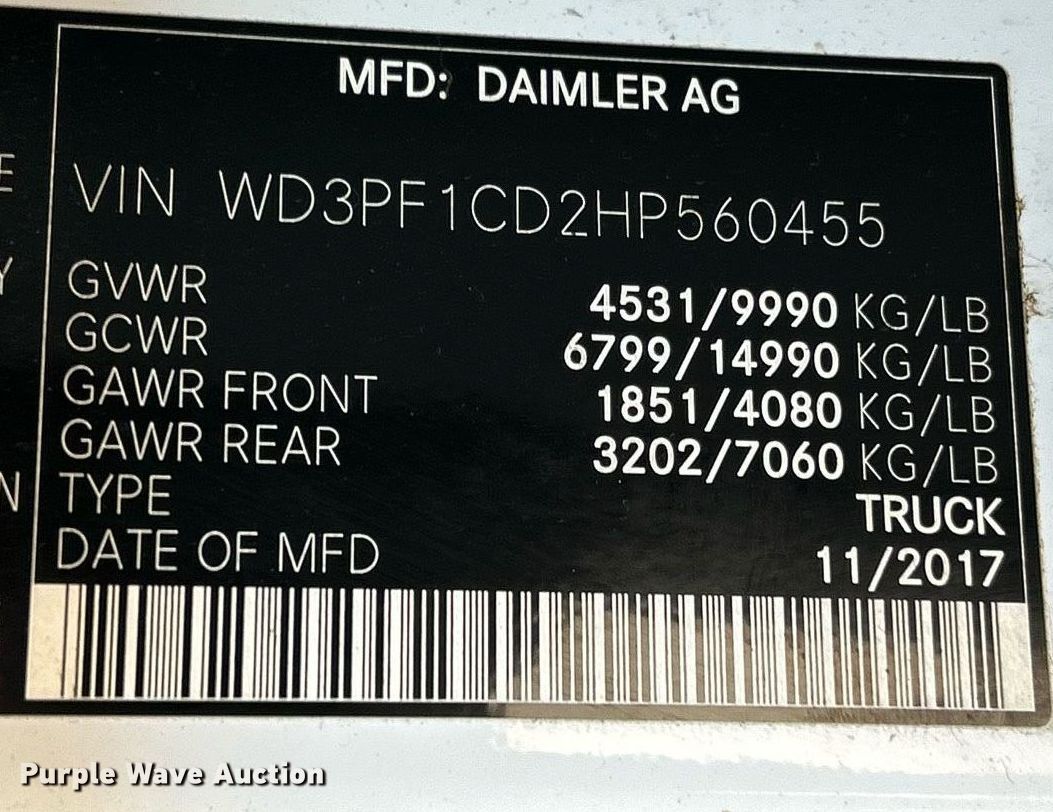 MFD: DAIMLER AG
VIN WD3PF1CD2HP560455
GVWR 4531/9990 KG/LB
GCWR 6799/14990 KG/LB
GAWR FRONT 1851/4080 KG/LB
GAWR REAR 3202/7060 KG/LB
TYPE TRUCK
DATE OF MFD 11/2017
E
Y
N
Purple Wave Auction